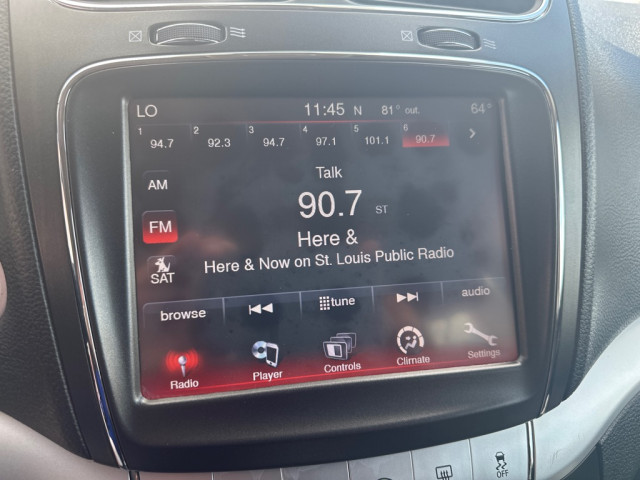 LO 11:45 N 81° out. 64°
1 2 3 4 5 6
94.7 92.3 94.7 97.1 101.1 90.7
Talk
AM
90.7 ST
FM
Here &
Here & Now on St. Louis Public Radio
SAT
browse tune audio
Radio Player Controls Climate Settings
OFF